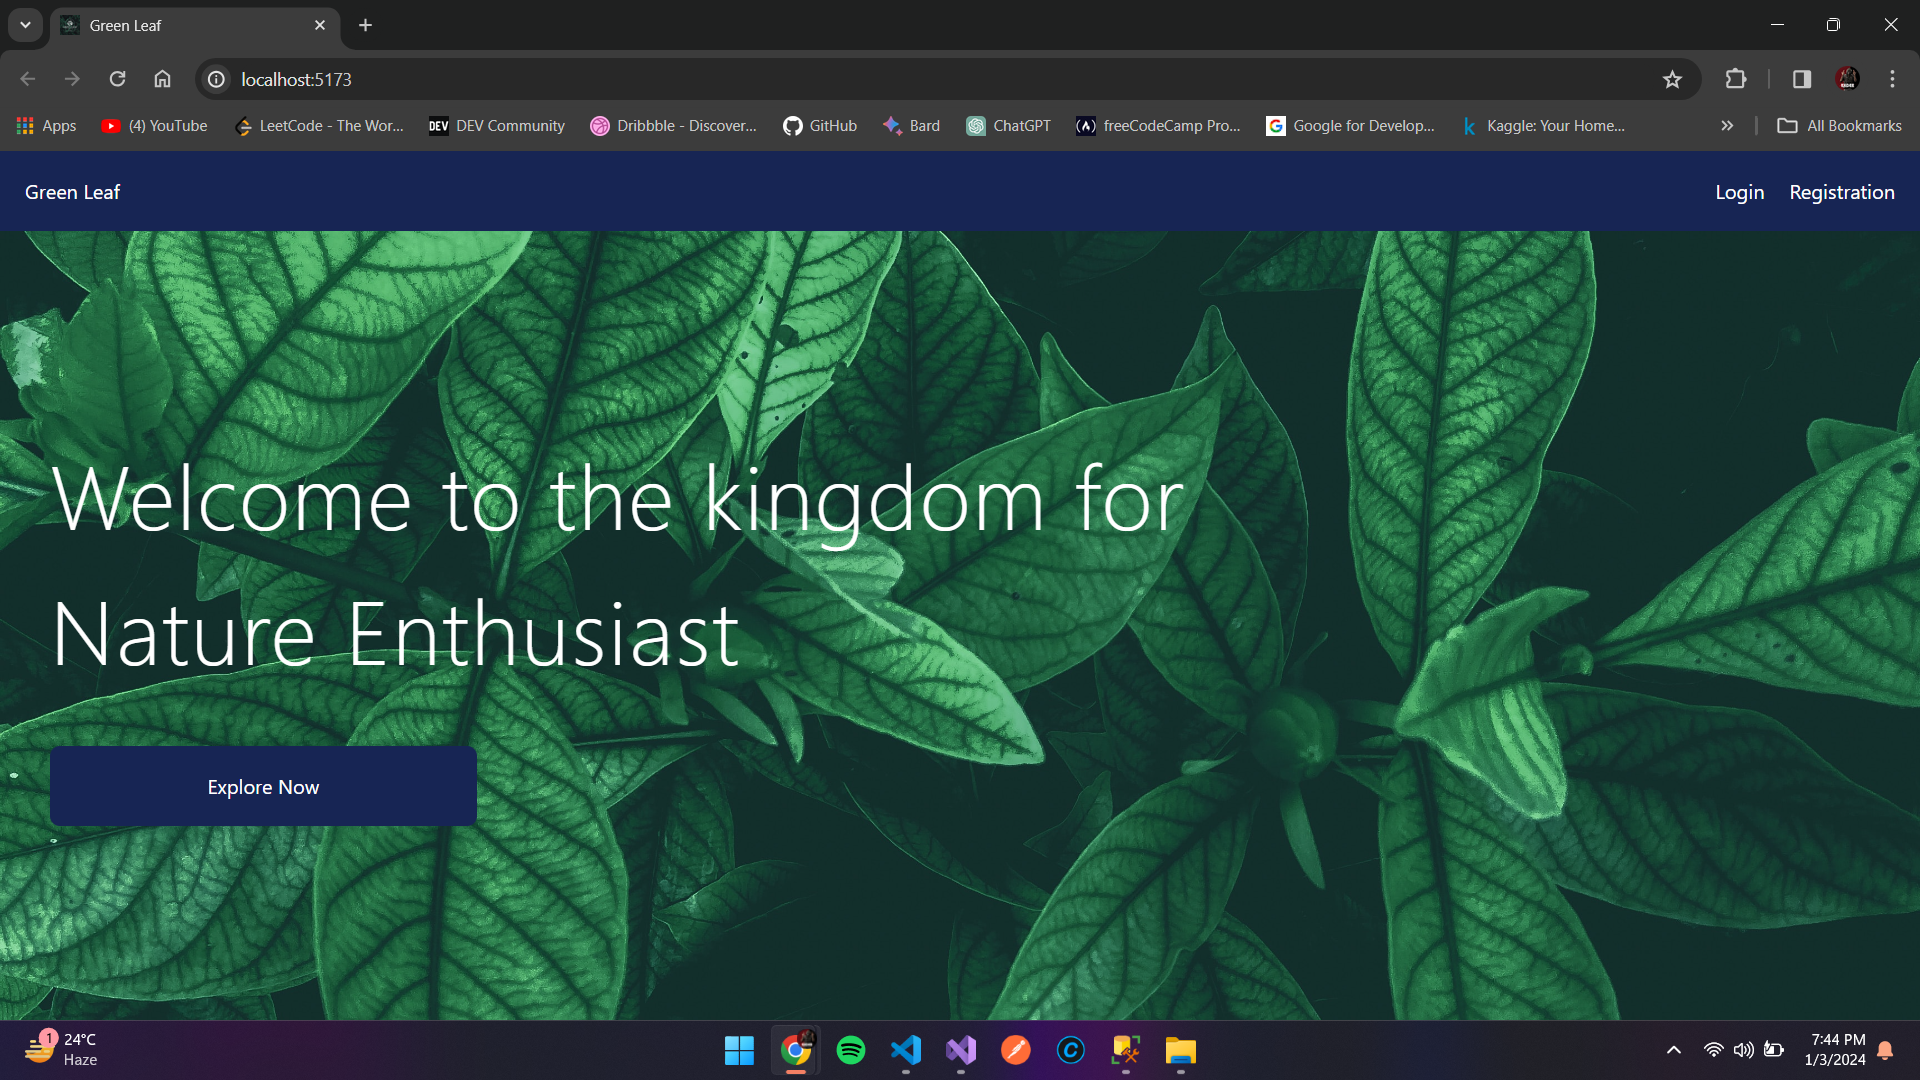 Green Leaf
localhost:5173
Apps
(4) YouTube
LeetCode - The Wor...
DEV
DEV Community
Dribbble - Discover...
GitHub
Bard
ChatGPT
freeCodeCamp Pro...
Google for Develop...
Kaggle: Your Home...
All Bookmarks
Green Leaf
Login
Registration
Welcome to the kingdom for
Nature Enthusiast
Explore Now
1
24°C
Haze
7:44 PM
1/3/2024